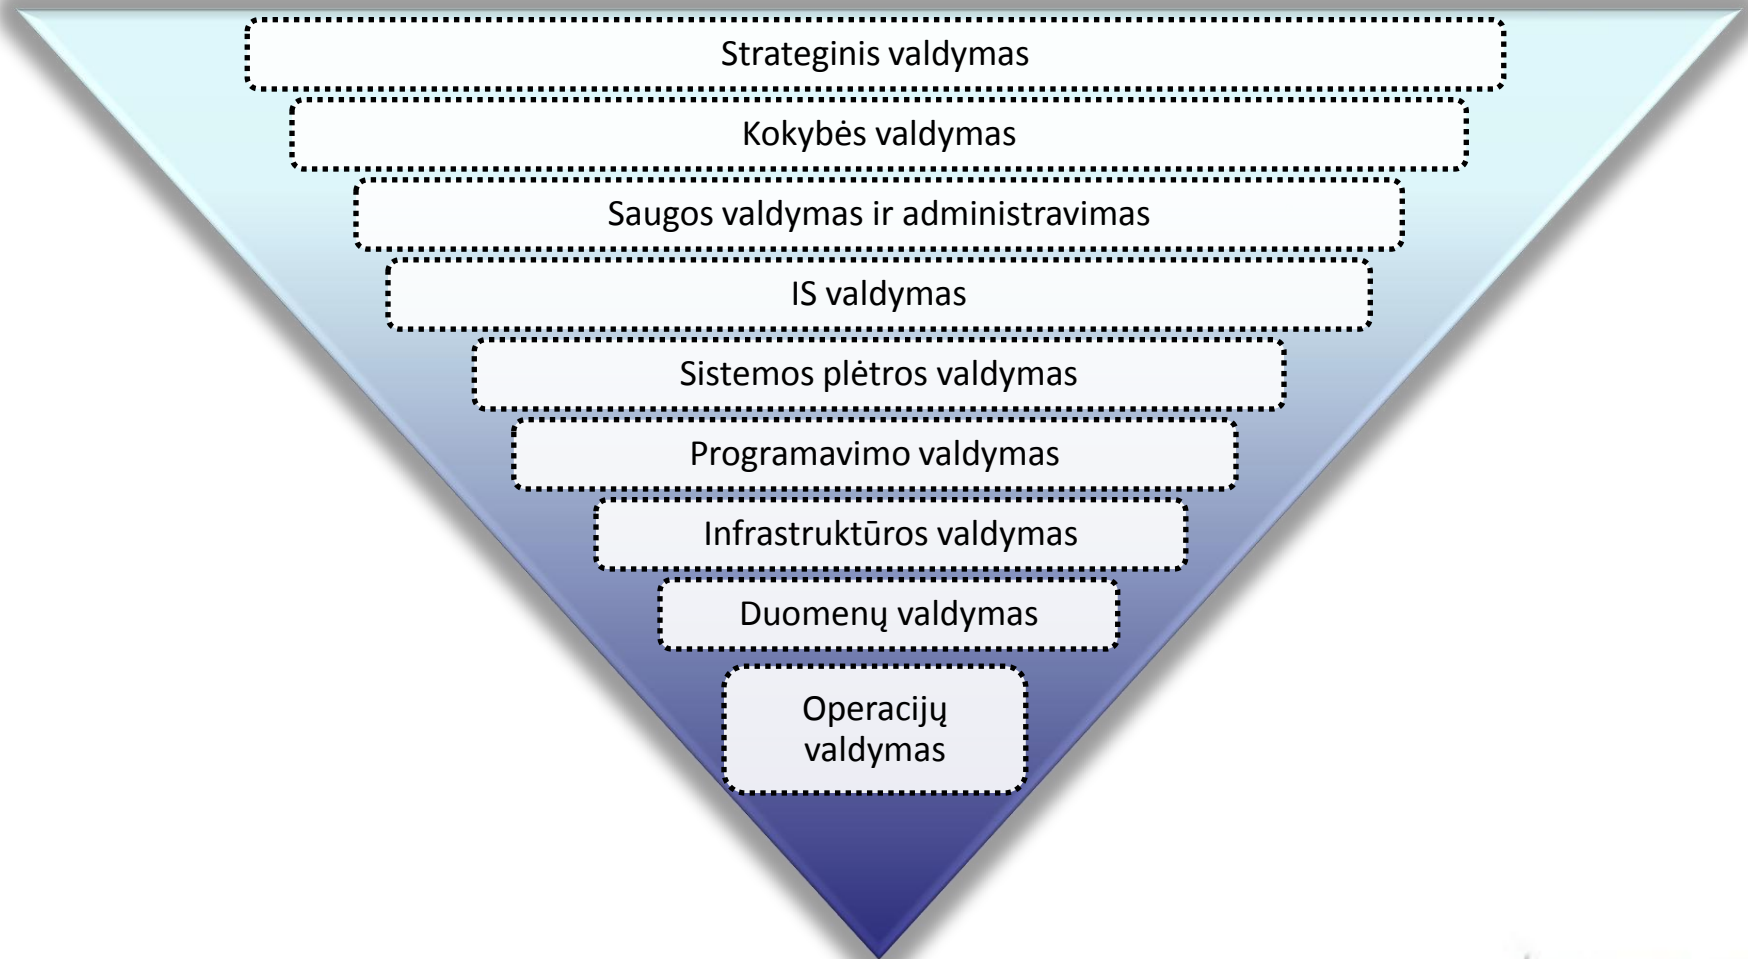 Strateginis valdymas
Kokybės valdymas
Saugos valdymas ir administravimas
IS valdymas
Sistemos plėtros valdymas
Programavimo valdymas
Infrastruktūros valdymas
Duomenų valdymas
Operacijų
valdymas